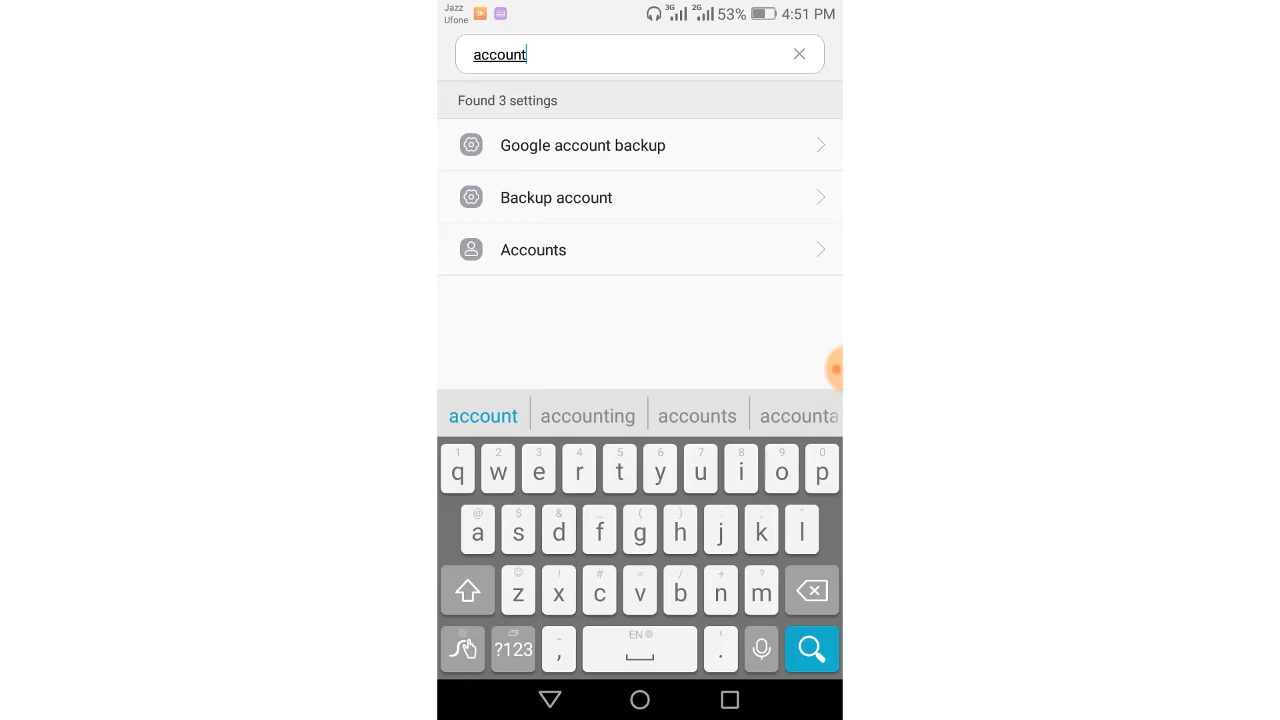 Jazz
Ufone
3G 2G 53% 4:51 PM
account
Found 3 settings
Google account backup
Backup account
Accounts
account accounting accounts accounta
1 2 3 4 5 6 7 8 9 0
q w e r t y u i o p
@ $ & _ ( ) : ; "
a s d f g h j k l
! # = / + ?
z x c v b n m
EN
?123 , .